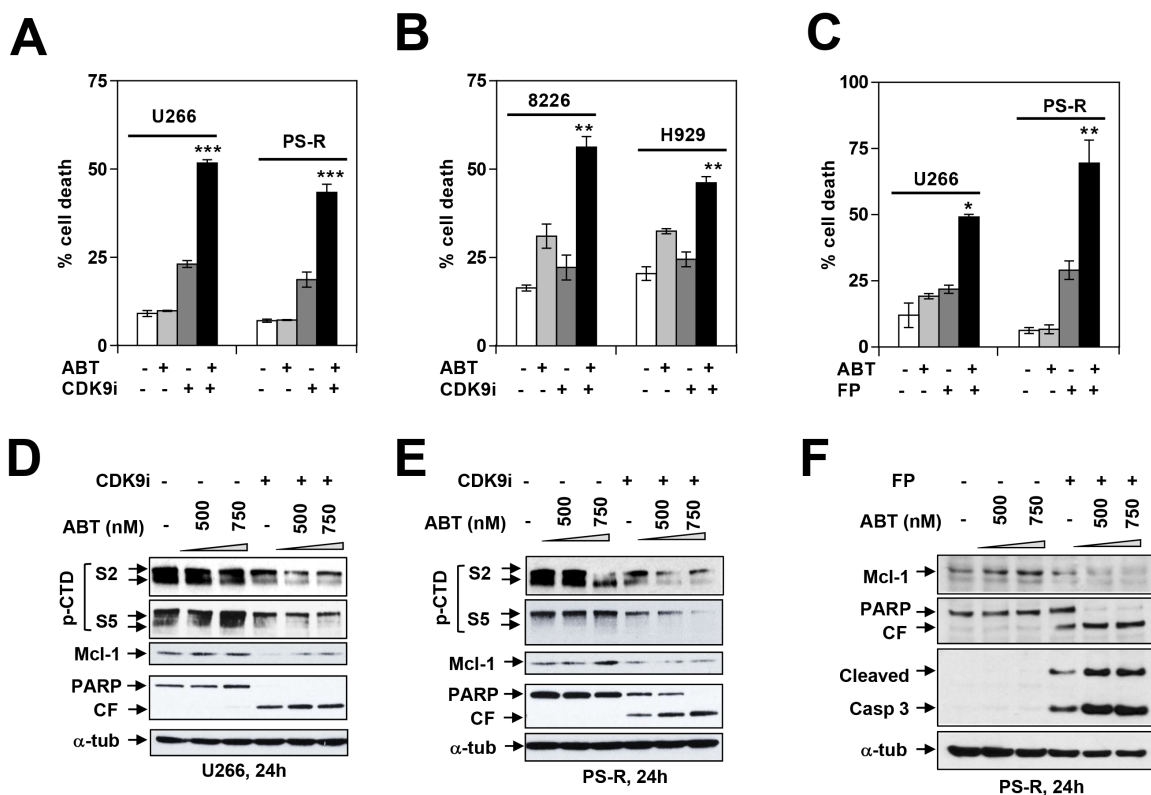 A
B
C
75
50
25
0
% cell death
U266
***
PS-R
***
ABT - + - + - + - +
CDK9i - - + + - - + +
75
50
25
0
% cell death
8226
**
H929
**
ABT - + - + - + - +
CDK9i - - + + - - + +
100
75
50
25
0
% cell death
U266
*
PS-R
**
ABT - + - + - + - +
FP - - + + - - + +
D
E
F
CDK9i - - - + + +
ABT (nM) - 500 750 - 500 750
p-CTD
S2
S5
Mcl-1
PARP
CF
α-tub
U266, 24h
CDK9i - - - + + +
ABT (nM) - 500 750 - 500 750
p-CTD
S2
S5
Mcl-1
PARP
CF
α-tub
PS-R, 24h
FP - - - + + +
ABT (nM) - 500 750 - 500 750
Mcl-1
PARP
CF
Cleaved
Casp 3
α-tub
PS-R, 24h